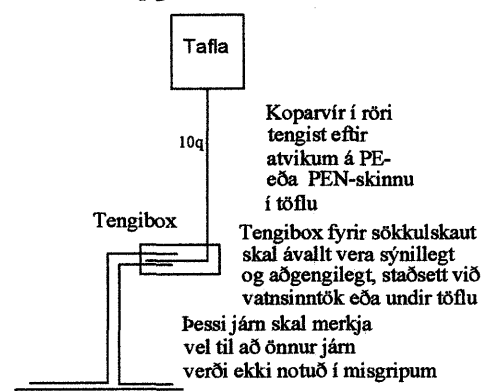 Tafla
Koparvír í röri
tengist eftir
atvikum á PE-
eða PEN-skinnu
í töflu
10q
Tengibox
Tengibox fyrir sökkulskaut
skal ávallt vera sýnillegt
og aðgengilegt, staðsett við
vatnsinntök eða undir töflu
Þessi járn skal merkja
vel til að önnur járn
verði ekki notuð í misgripum